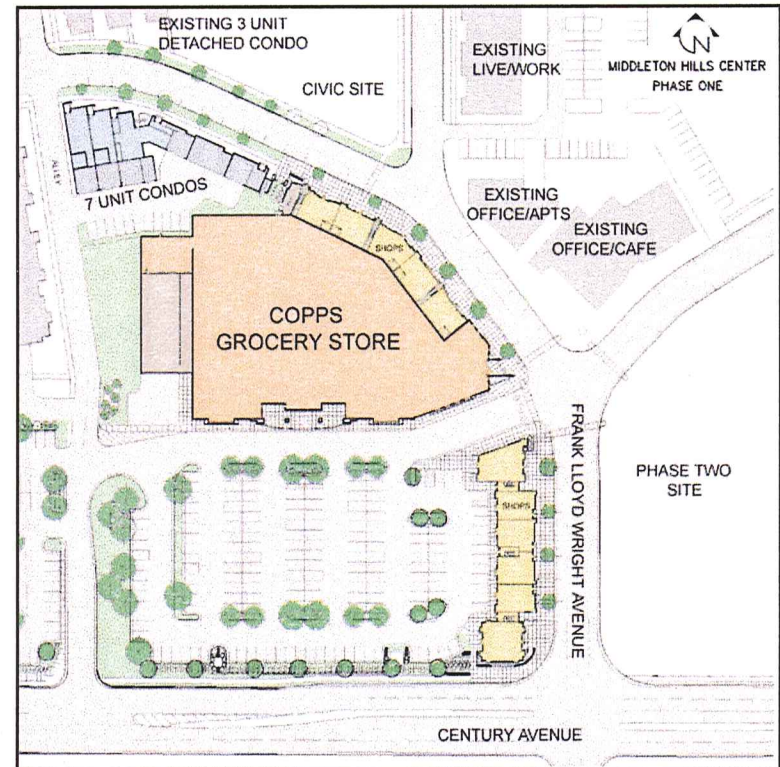 EXISTING 3 UNIT
DETACHED CONDO
CIVIC SITE
EXISTING
LIVE/WORK
N
MIDDLETON HILLS CENTER
PHASE ONE
ALLEY
7 UNIT CONDOS
SHOPS
EXISTING
OFFICE/APTS
EXISTING
OFFICE/CAFE
COPPS
GROCERY STORE
SHOPS
FRANK LLOYD WRIGHT AVENUE
PHASE TWO
SITE
CENTURY AVENUE